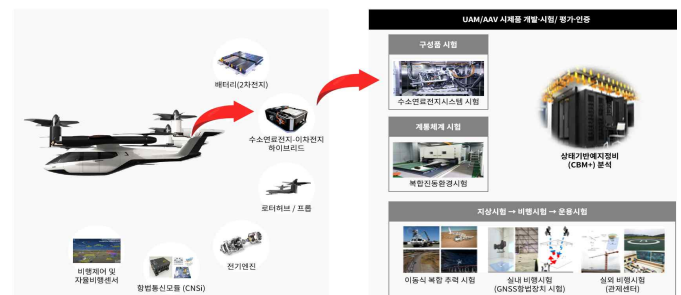 배터리(2차전지)
수소연료전지-이차전지
하이브리드
로터허브 / 프롭
전기엔진
항법통신모듈 (CNSi)
비행제어 및
자율비행센서
UAM/AAV 시제품 개발·시험/ 평가·인증
구성품 시험
수소연료전지시스템 시험
계통체계 시험
복합진동환경시험
상태기반예지정비
(CBM+) 분석
지상시험 → 비행시험 → 운용시험
이동식 복합 추력 시험
실내 비행시험
(GNSS항법장치 시험)
실외 비행시험
(관제센터)